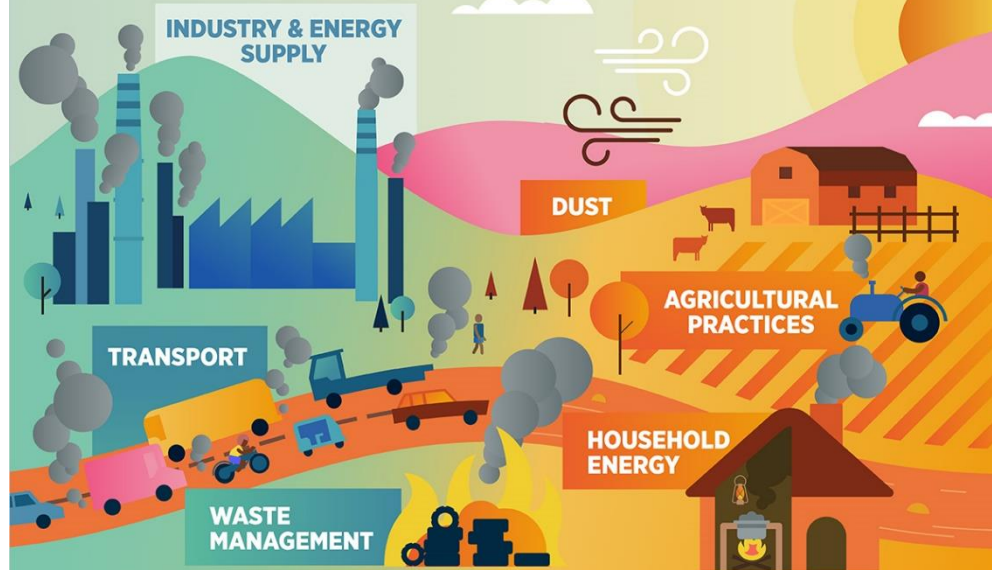 INDUSTRY & ENERGY
SUPPLY
DUST
AGRICULTURAL
PRACTICES
TRANSPORT
HOUSEHOLD
ENERGY
WASTE
MANAGEMENT